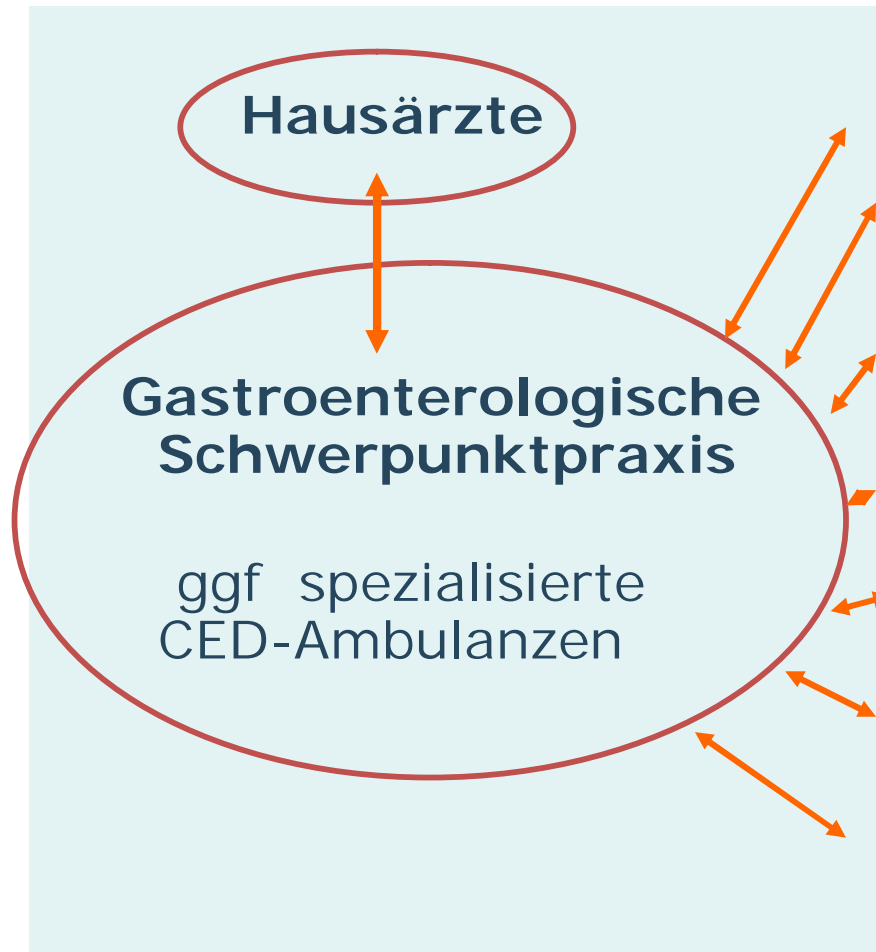 Hausärzte
Gastroenterologische
Schwerpunktpraxis
ggf spezialisierte
CED-Ambulanzen